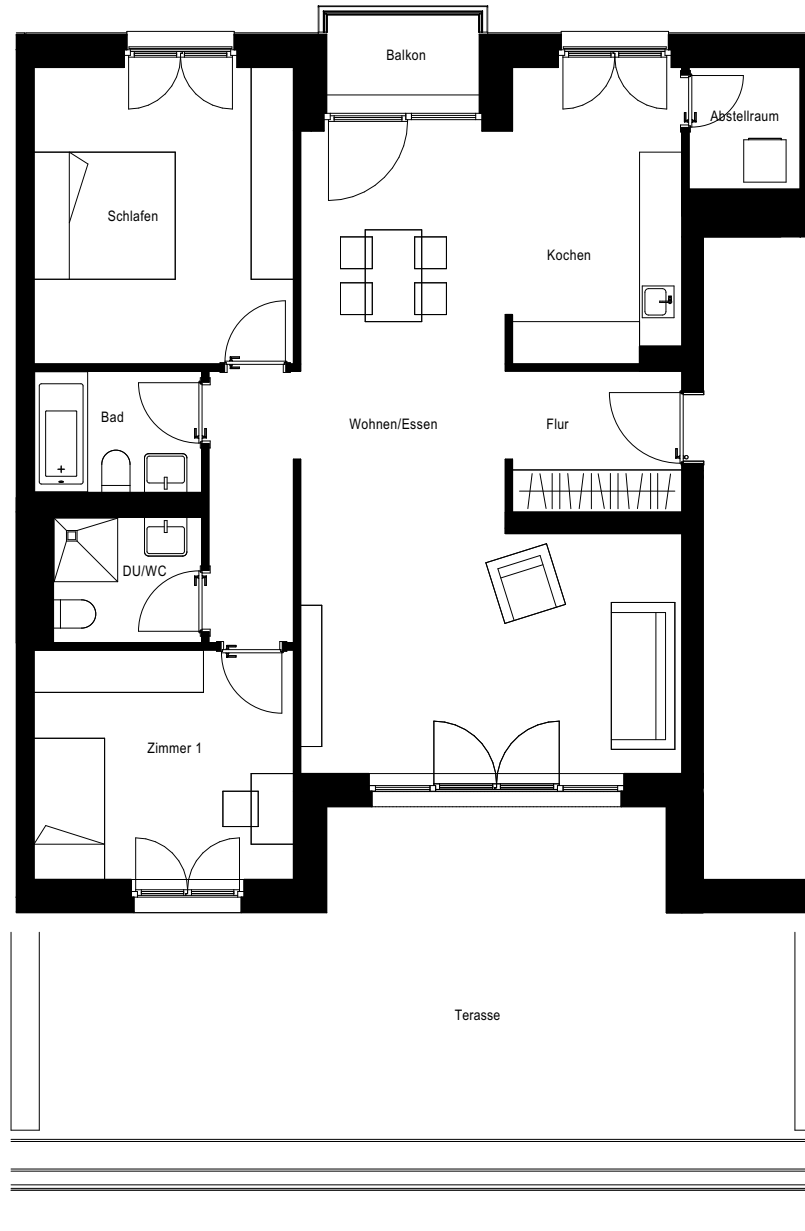 Balkon
Abstellraum
Schlafen
Kochen
Bad
Wohnen/Essen
Flur
DU/WC
Zimmer 1
Terasse